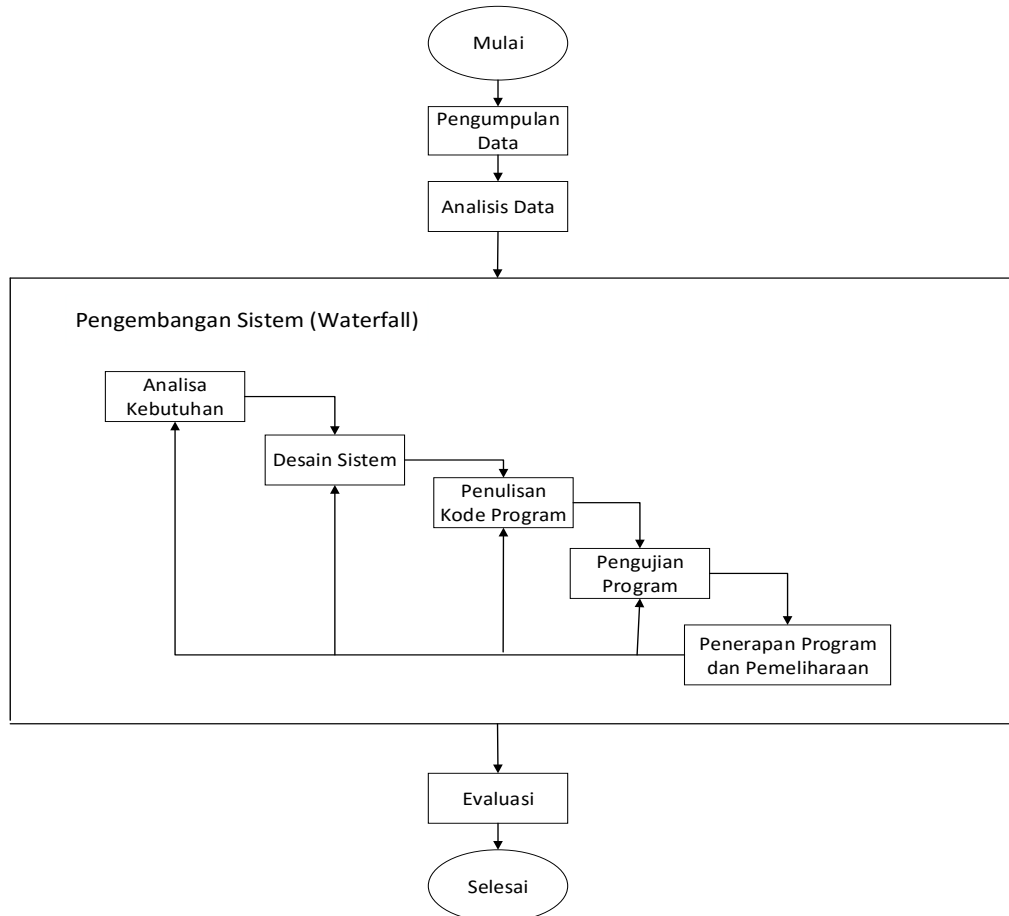 Mulai
Pengumpulan
Data
Analisis Data
Pengembangan Sistem (Waterfall)
Analisa
Kebutuhan
Desain Sistem
Penulisan
Kode Program
Pengujian
Program
Penerapan Program
dan Pemeliharaan
Evaluasi
Selesai